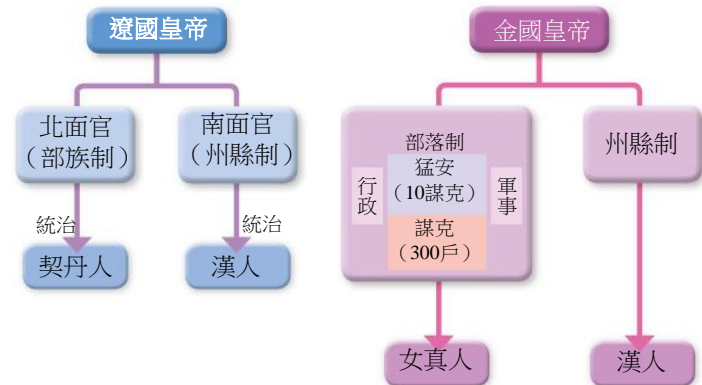 遼國皇帝
北面官
（部族制）
南面官
（州縣制）
統治
統治
契丹人
漢人
金國皇帝
部落制
行政
猛安
（10謀克）
謀克
（300戶）
軍事
州縣制
女真人
漢人